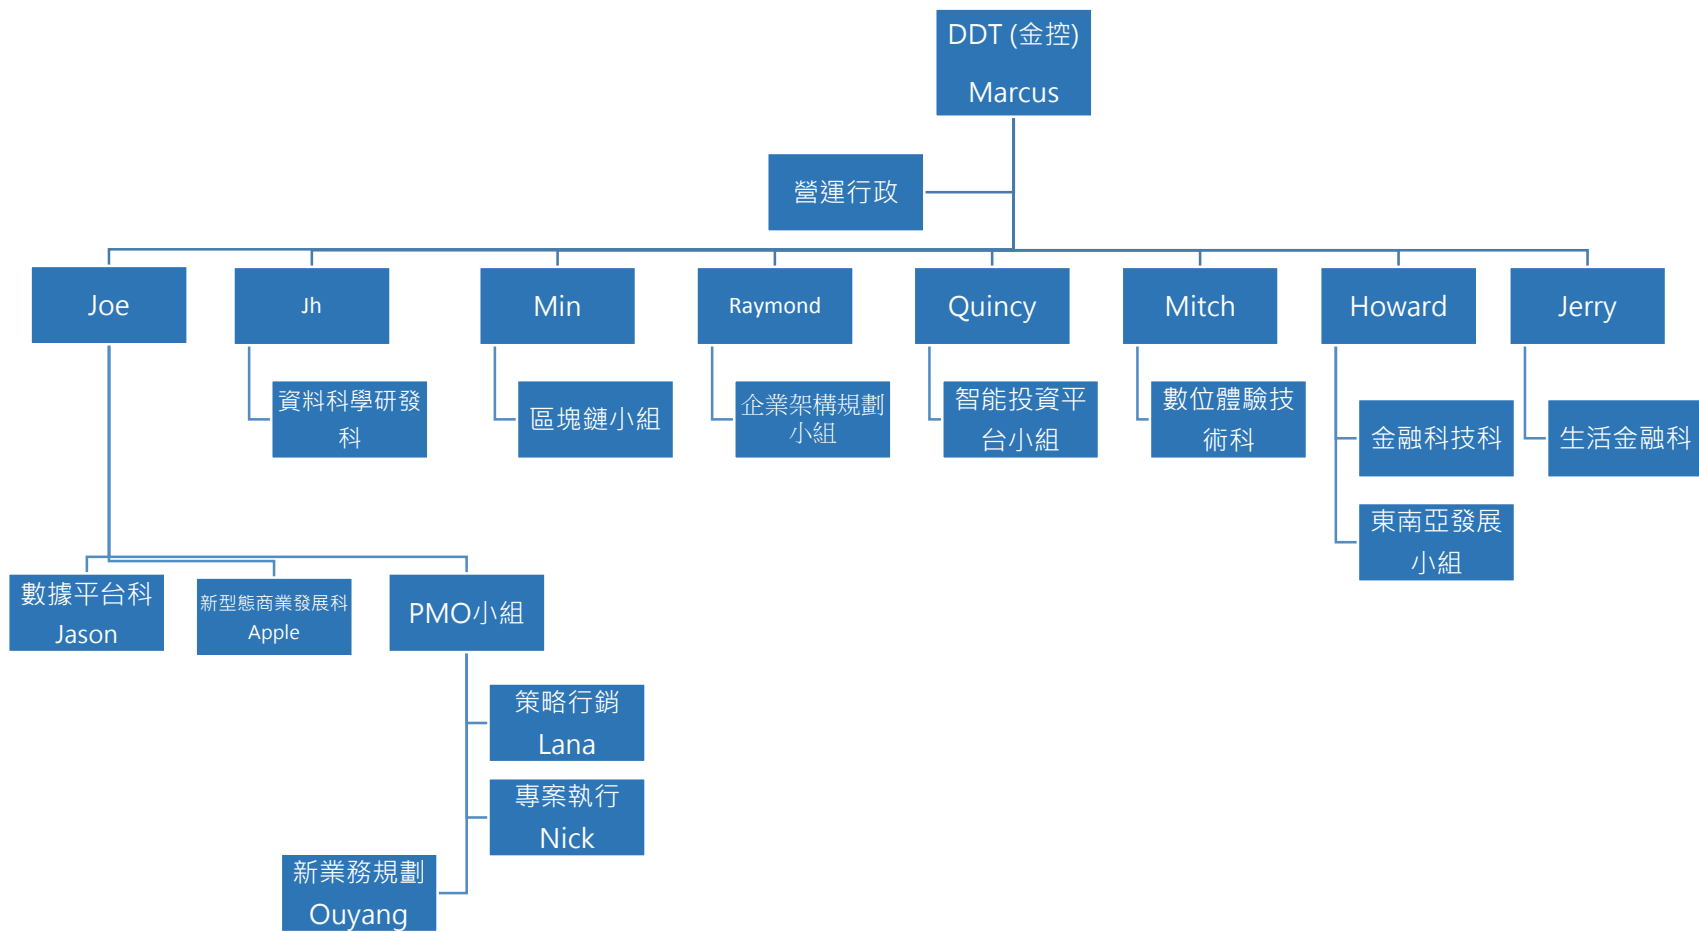 DDT (金控)
Marcus
營運行政
Joe
Jh
Min
Raymond
Quincy
Mitch
Howard
Jerry
資料科學研發
科
區塊鏈小組
企業架構規劃
小組
智能投資平
台小組
數位體驗技
術科
金融科技科
生活金融科
東南亞發展
小組
數據平台科
Jason
新型態商業發展科
Apple
PMO小組
策略行銷
Lana
專案執行
Nick
新業務規劃
Ouyang